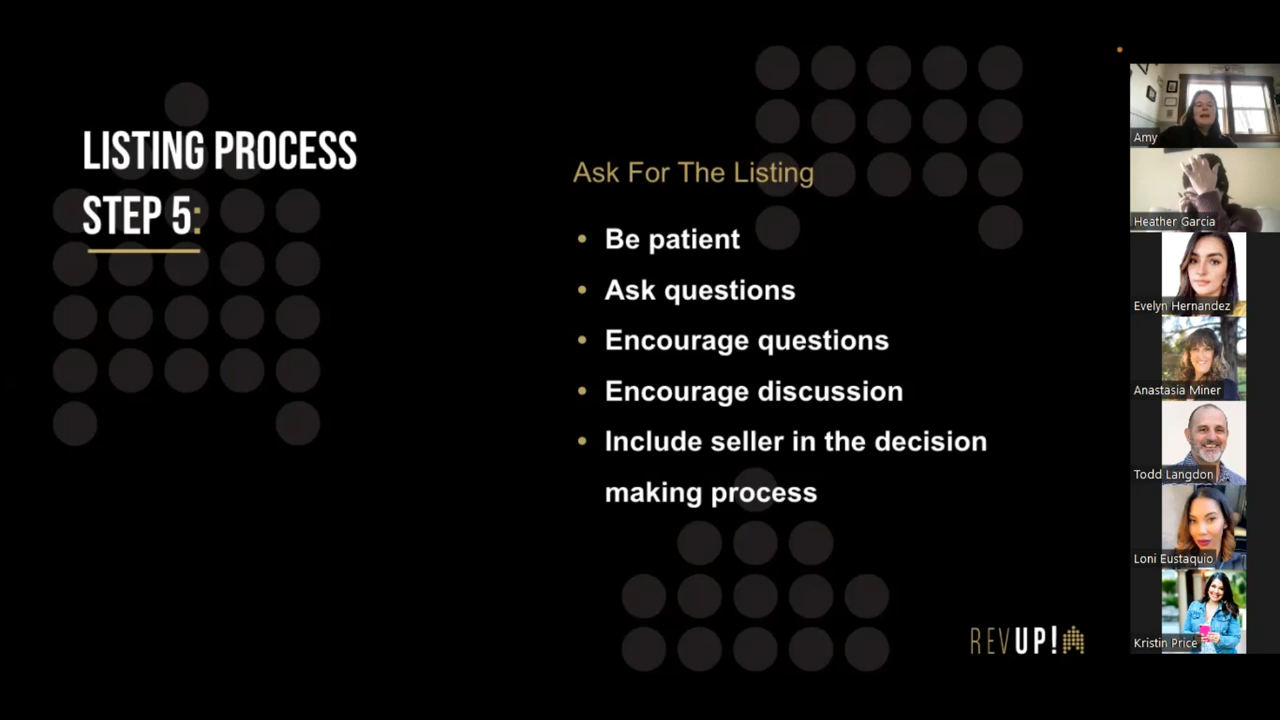 LISTING PROCESS
STEP 5:
Ask For The Listing
• Be patient
• Ask questions
• Encourage questions
• Encourage discussion
• Include seller in the decision
making process
REVUP!
Amy
Heather Garcia
Evelyn Hernandez
Anastasia Miner
Todd Langdon
Loni Eustaquio
Kristin Price